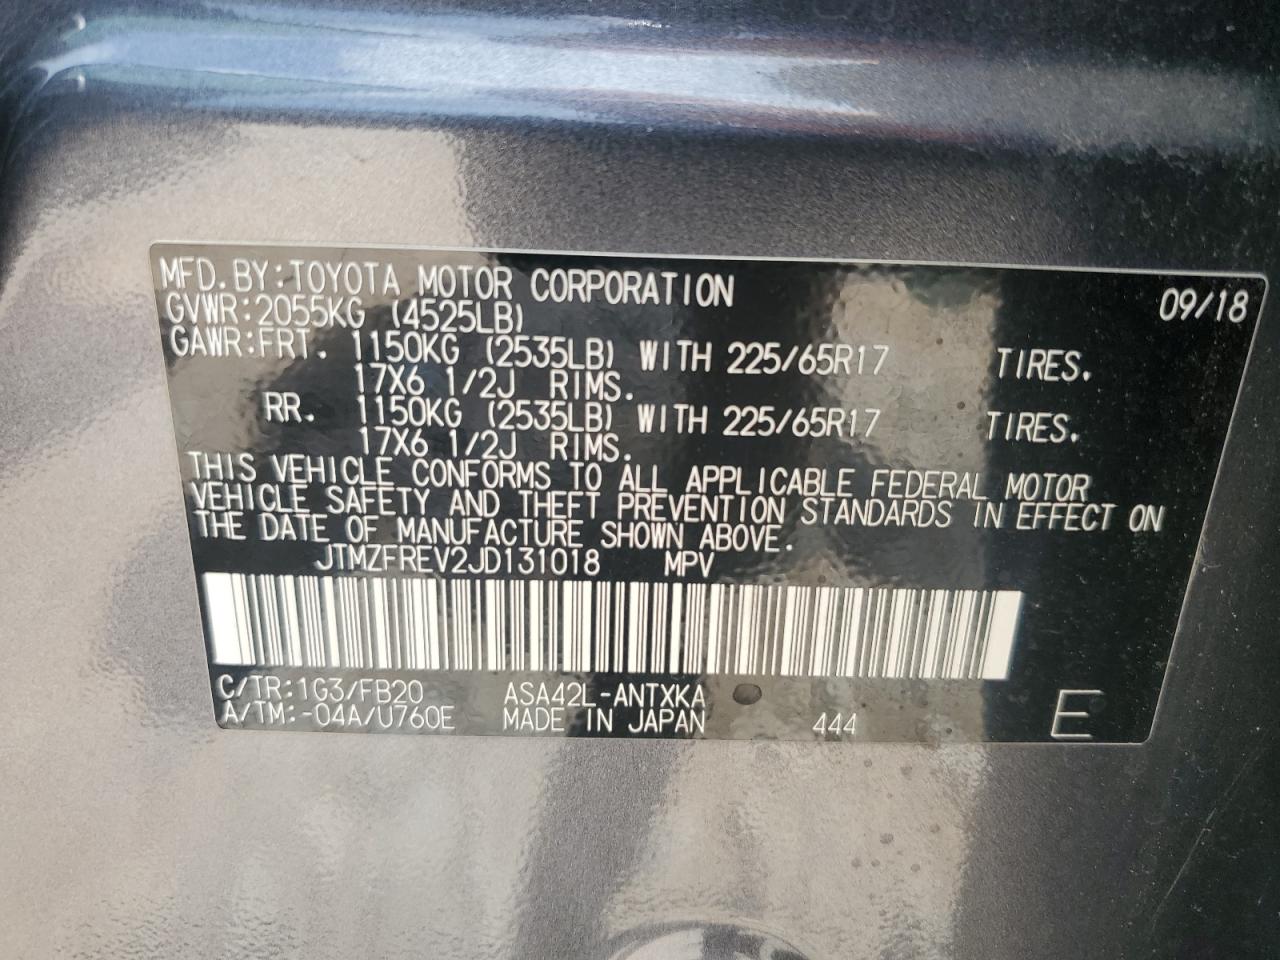 MFD.BY:TOYOTA MOTOR CORPORATION 09/18
GVWR:2055KG (4525LB)
GAWR:FRT. 1150KG (2535LB) WITH 225/65R17 TIRES.
17X6 1/2J RIMS.
RR. 1150KG (2535LB) WITH 225/65R17 TIRES.
17X6 1/2J RIMS.
THIS VEHICLE CONFORMS TO ALL APPLICABLE FEDERAL MOTOR
VEHICLE SAFETY AND THEFT PREVENTION STANDARDS IN EFFECT ON
THE DATE OF MANUFACTURE SHOWN ABOVE.
JTMZFREV2JD131018 MPV
C/TR:1G3/FB20 ASA42L-ANTXKA
A/TM:-04A/U760E MADE IN JAPAN 444 E